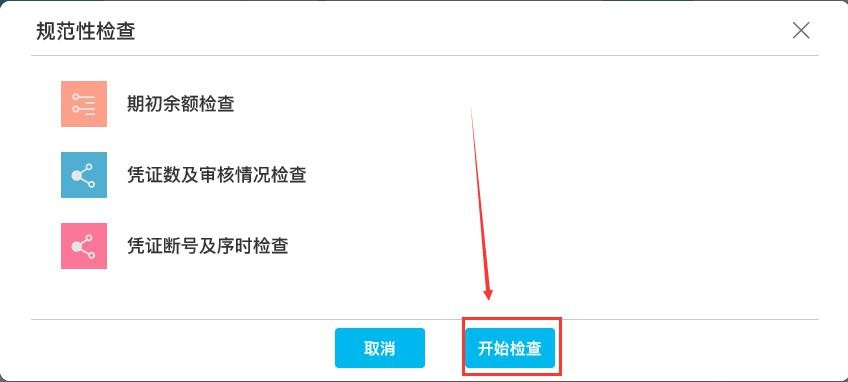 规范性检查
期初余额检查
凭证数及审核情况检查
凭证断号及序时检查
取消
开始检查